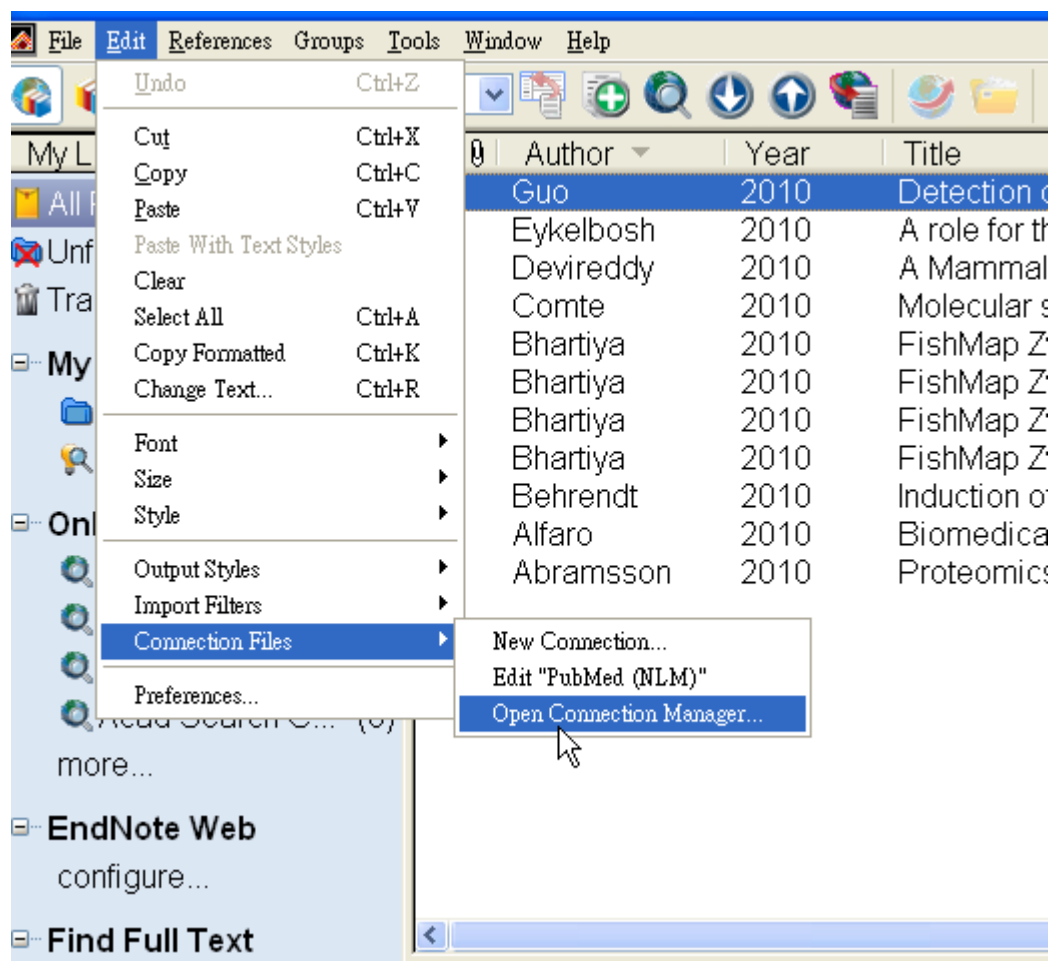 File Edit References Groups Tools Window Help
Undo Ctrl+Z
Cut Ctrl+X
Copy Ctrl+C
Paste Ctrl+V
Paste With Text Styles
Clear
Select All Ctrl+A
Copy Formatted Ctrl+K
Change Text... Ctrl+R
Font
Size
Style
Output Styles
Import Filters
Connection Files
Preferences...
New Connection...
Edit "PubMed (NLM)"
Open Connection Manager...
My L
All
Unf
Tra
My
Onl
more...
EndNote Web
configure...
Find Full Text
Author Year Title
Guo 2010 Detection
Eykelbosh 2010 A role for th
Devireddy 2010 A Mammal
Comte 2010 Molecular s
Bhartiya 2010 FishMap Z
Bhartiya 2010 FishMap Z
Bhartiya 2010 FishMap Z
Bhartiya 2010 FishMap Z
Behrendt 2010 Induction o
Alfaro 2010 Biomedica
Abramsson 2010 Proteomics